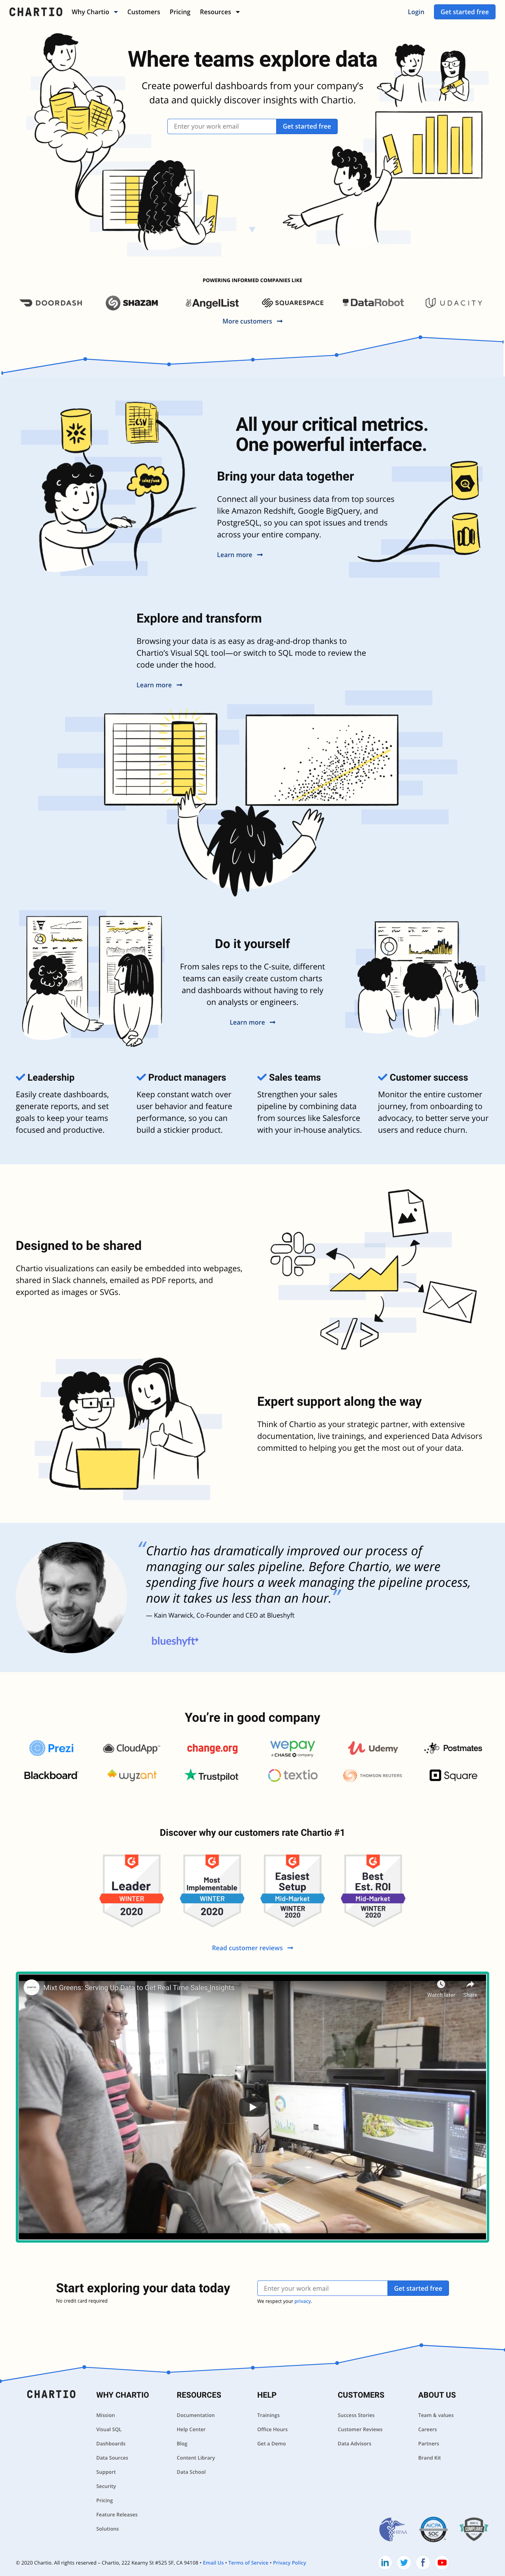 CHARTIO Why Chartio Customers Pricing Resources Login Get started free
Where teams explore data
Create powerful dashboards from your company's
data and quickly discover insights with Chartio.
Enter your work email Get started free
POWERING INFORMED COMPANIES LIKE
DOORDASH SHAZAM AngelList SQUARESPACE DataRobot UDACITY
More customers
All your critical metrics.
One powerful interface.
Bring your data together
Connect all your business data from top sources
like Amazon Redshift, Google BigQuery, and
PostgreSQL, so you can spot issues and trends
across your entire company.
Learn more
CSV
salesforce
Explore and transform
Browsing your data is as easy as drag-and-drop thanks to
Chartio's Visual SQL tool—or switch to SQL mode to review the
code under the hood.
Learn more
Do it yourself
From sales reps to the C-suite, different
teams can easily create custom charts
and dashboards without having to rely
on analysts or engineers.
Learn more
Leadership
Easily create dashboards,
generate reports, and set
goals to keep your teams
focused and productive.
Product managers
Keep constant watch over
user behavior and feature
performance, so you can
build a stickier product.
Sales teams
Strengthen your sales
pipeline by combining data
from sources like Salesforce
with your in-house analytics.
Customer success
Monitor the entire customer
journey, from onboarding to
advocacy, to better serve your
users and reduce churn.
Designed to be shared
Chartio visualizations can easily be embedded into webpages,
shared in Slack channels, emailed as PDF reports, and
exported as images or SVGs.
</>
Expert support along the way
Think of Chartio as your strategic partner, with extensive
documentation, live trainings, and experienced Data Advisors
committed to helping you get the most out of your data.
"Chartio has dramatically improved our process of
managing our sales pipeline. Before Chartio, we were
spending five hours a week managing the pipeline process,
now it takes us less than an hour."
— Kain Warwick, Co-Founder and CEO at Blueshyft
blueshyft
You're in good company
Prezi CloudApp change.org wepay a CHASE company Udemy Postmates
Blackboard wyzant Trustpilot textio THOMSON REUTERS Square
Discover why our customers rate Chartio #1
Leader
WINTER
2020
Most
Implementable
WINTER
2020
Easiest
Setup
Mid-Market
WINTER
2020
Best
Est. ROI
Mid-Market
WINTER
2020
Read customer reviews
Mixt Greens: Serving Up Data to Get Real Time Sales Insights
Watch later Share
Start exploring your data today
No credit card required
Enter your work email Get started free
We respect your privacy.
CHARTIO
WHY CHARTIO
Mission
Visual SQL
Dashboards
Data Sources
Support
Security
Pricing
Feature Releases
Solutions
RESOURCES
Documentation
Help Center
Blog
Content Library
Data School
HELP
Trainings
Office Hours
Get a Demo
CUSTOMERS
Success Stories
Customer Reviews
Data Advisors
ABOUT US
Team & values
Careers
Partners
Brand Kit
HIPAA
AICPA
SOC
COMPLIANT
© 2020 Chartio. All rights reserved – Chartio, 222 Kearny St #525 SF, CA 94108 • Email Us • Terms of Service • Privacy Policy